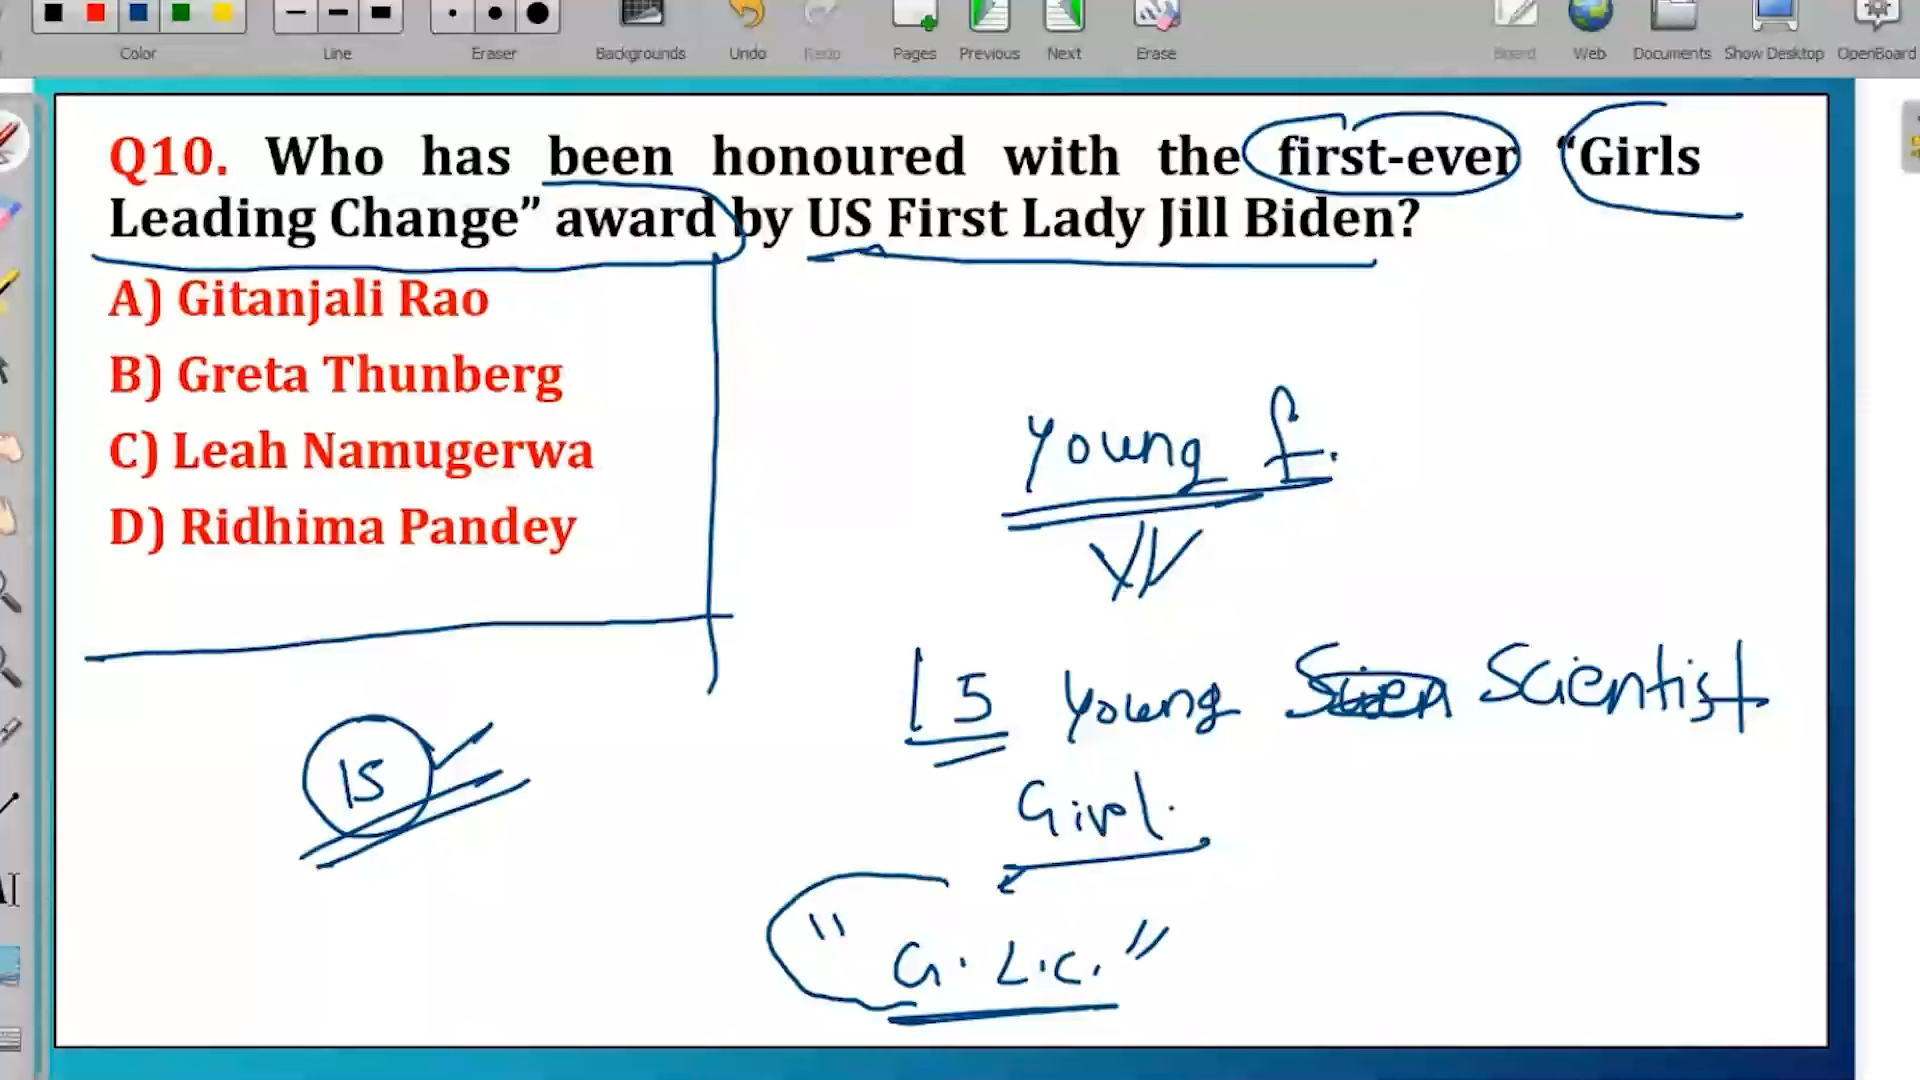 Color
Line
Eraser
Backgrounds
Undo
Redo
Pages
Previous
Next
Erase
Board
Web
Documents
Show Desktop
OpenBoard
Q10. Who has been honoured with the first-ever “Girls
Leading Change” award by US First Lady Jill Biden?
A) Gitanjali Rao
B) Greta Thunberg
C) Leah Namugerwa
D) Ridhima Pandey
young f.
15 young Scientist
Girl.
15
"G.L.C."